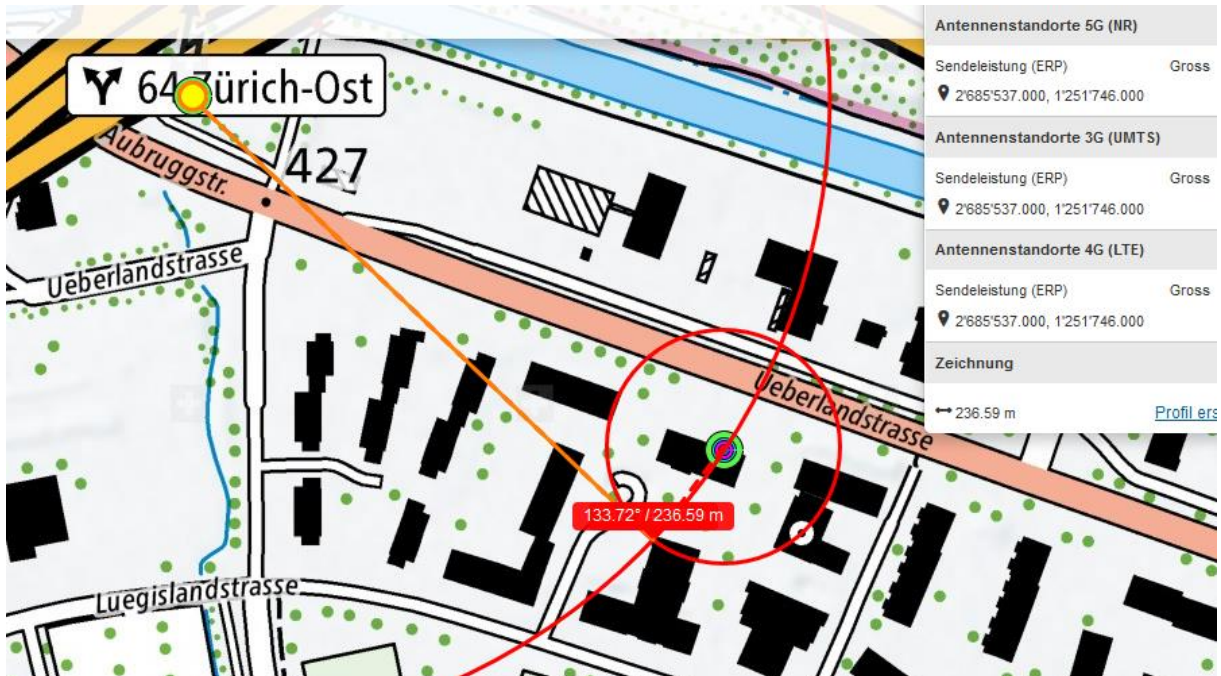 64 Zürich-Ost
Aubruggstr.
427
Ueberlandstrasse
Ueberlandstrasse
133.72° / 236.59 m
Luegislandstrasse
Antennenstandorte 5G (NR)
Sendeleistung (ERP) Gross
2'685'537.000, 1'251'746.000
Antennenstandorte 3G (UMTS)
Sendeleistung (ERP) Gross
2'685'537.000, 1'251'746.000
Antennenstandorte 4G (LTE)
Sendeleistung (ERP) Gross
2'685'537.000, 1'251'746.000
Zeichnung
236.59 m Profil ers